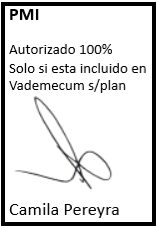 PMI
Autorizado 100%
Solo si esta incluido en
Vademecum s/plan
Camila Pereyra